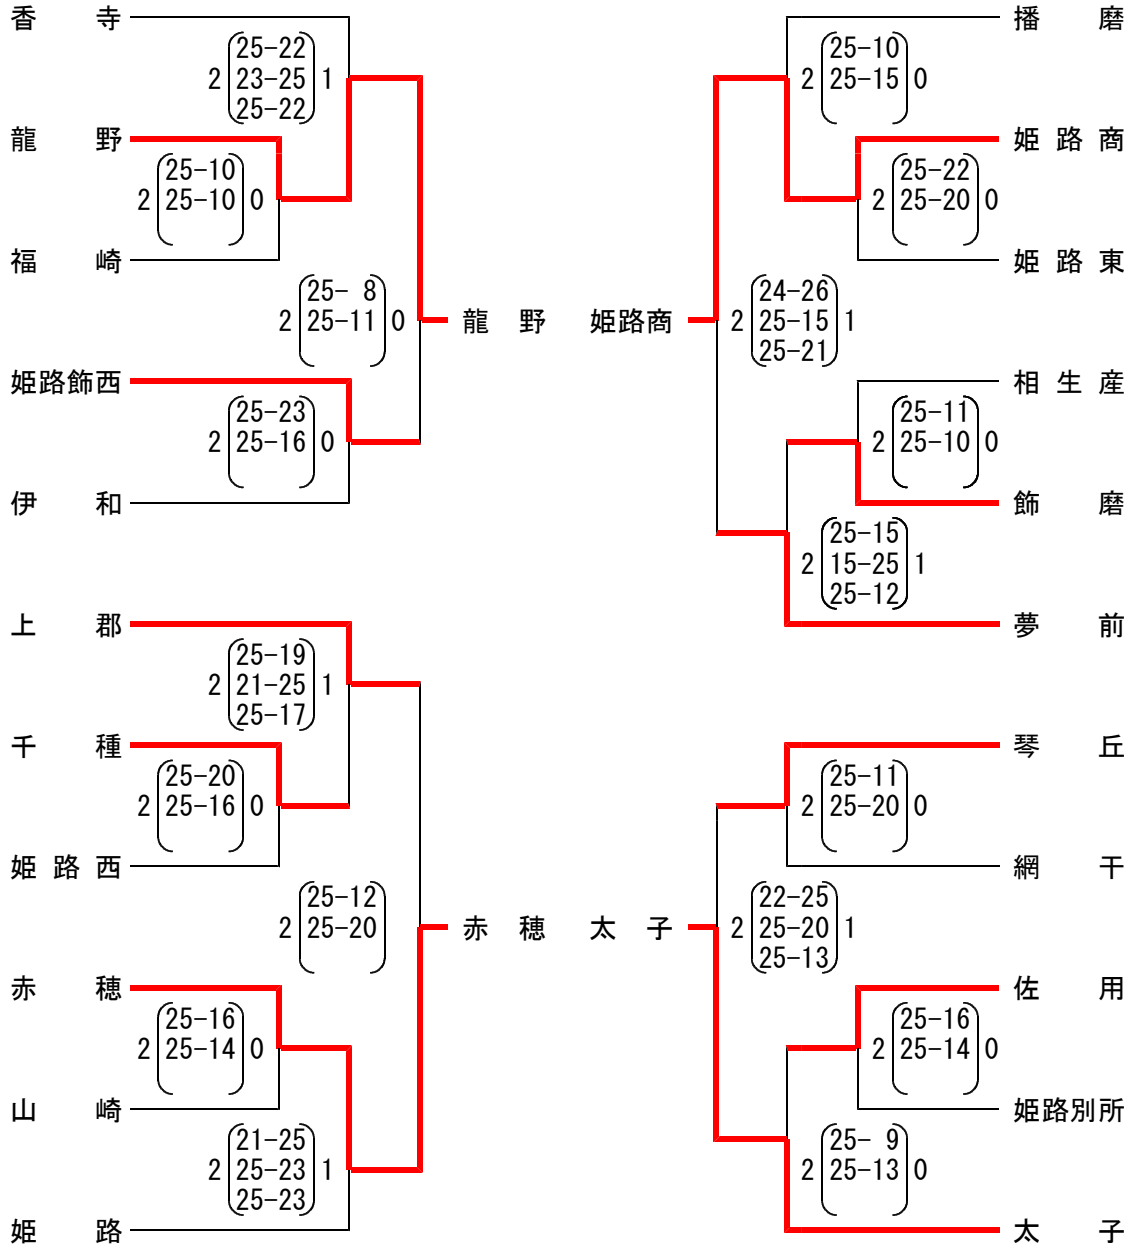 香 寺
25-22
2 23-25 1
25-22
龍 野
25-10
2 25-10 0
福 崎
25- 8
2 25-11 0
龍 野
姫路飾西
25-23
2 25-16 0
伊 和
上 郡
25-19
2 21-25 1
25-17
千 種
25-20
2 25-16 0
姫 路 西
25-12
2 25-20
赤 穂
赤 穂
25-16
2 25-14 0
山 崎
21-25
2 25-23 1
25-23
姫 路
播 磨
25-10
2 25-15 0
姫 路 商
25-22
2 25-20 0
姫 路 東
姫路商
24-26
2 25-15 1
25-21
相 生 産
25-11
2 25-10 0
飾 磨
25-15
2 15-25 1
25-12
夢 前
琴 丘
25-11
2 25-20 0
網 干
太 子
22-25
2 25-20 1
25-13
佐 用
25-16
2 25-14 0
姫路別所
25- 9
2 25-13 0
太 子